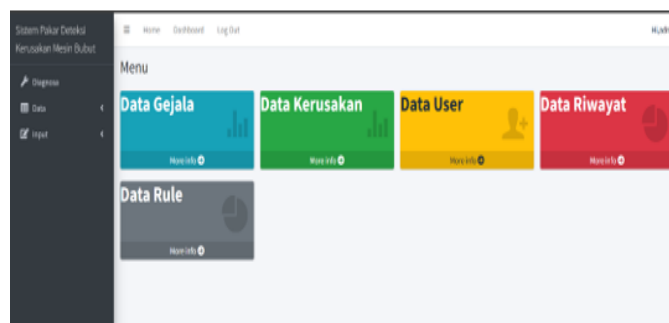 Sistem Pakar Deteksi
Kerusakan Mesin Bubut
Home Dashboard Log Out
Menu
Diagnosa
Data
Input
Data Gejala
More info
Data Kerusakan
More info
Data User
More info
Data Riwayat
More info
Data Rule
More info